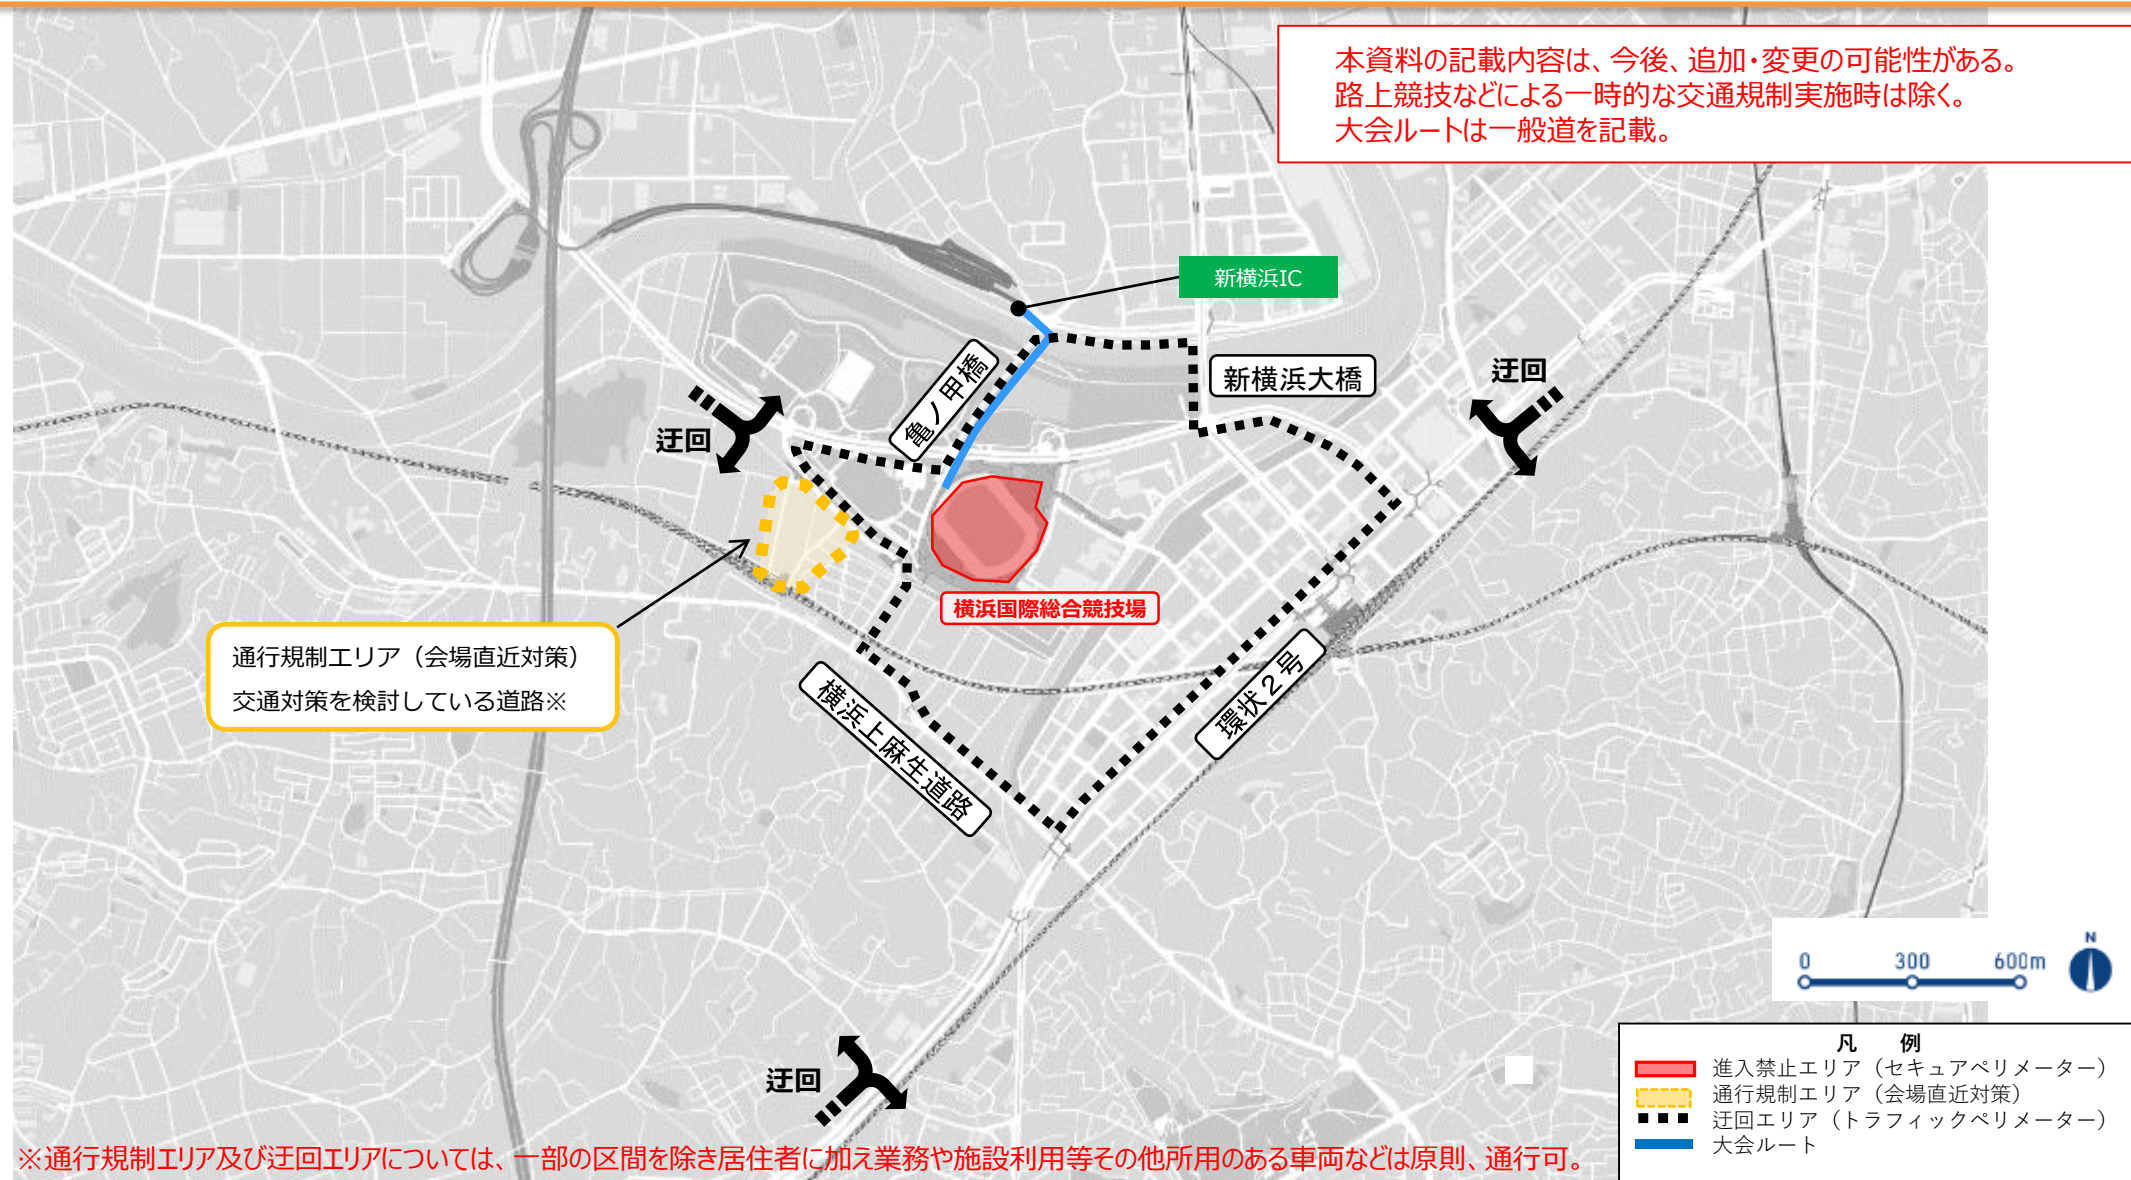 本資料の記載内容は、今後、追加・変更の可能性がある。
路上競技などによる一時的な交通規制実施時は除く。
大会ルートは一般道を記載。
新横浜IC
亀ノ甲橋
新横浜大橋
迂回
迂回
横浜国際総合競技場
通行規制エリア（会場直近対策）
交通対策を検討している道路※
横浜上麻生道路
環状２号
迂回
0 300 600m
N
凡　例
進入禁止エリア（セキュアペリメーター）
通行規制エリア（会場直近対策）
迂回エリア（トラフィックペリメーター）
大会ルート
※通行規制エリア及び迂回エリアについては、一部の区間を除き居住者に加え業務や施設利用等その他所用のある車両などは原則、通行可。